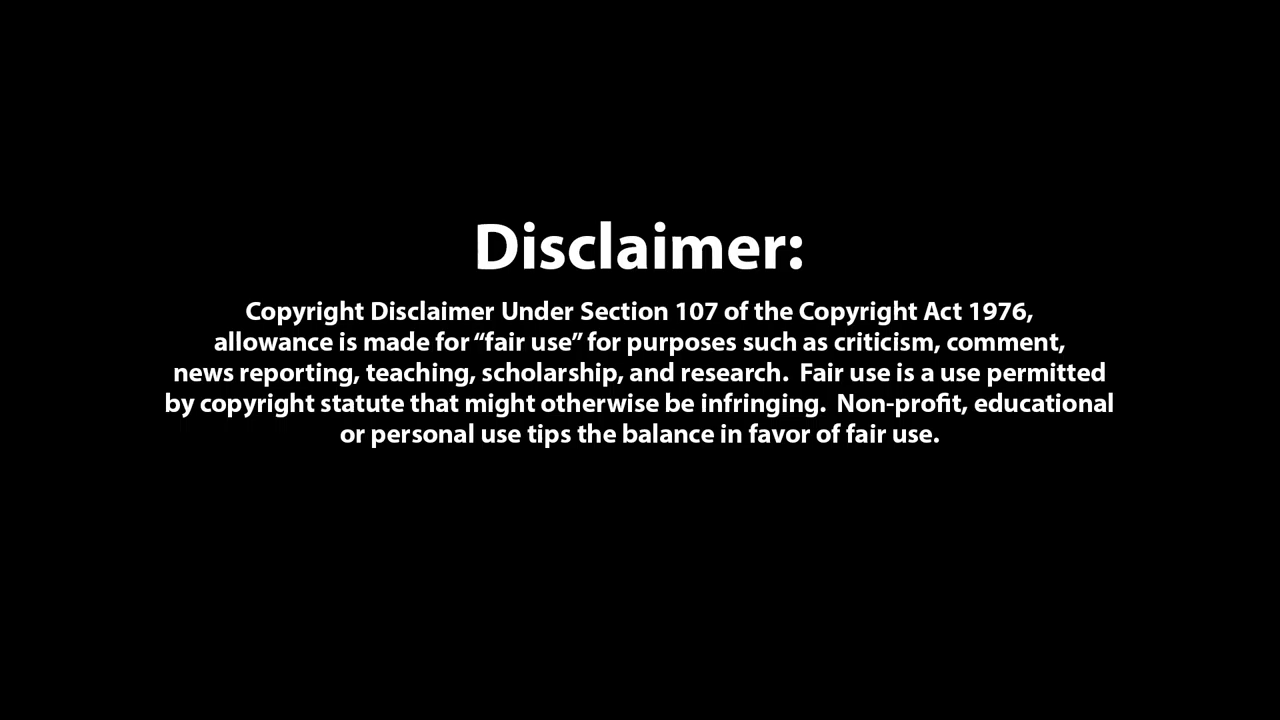 Disclaimer:
Copyright Disclaimer Under Section 107 of the Copyright Act 1976,
allowance is made for “fair use” for purposes such as criticism, comment,
news reporting, teaching, scholarship, and research.  Fair use is a use permitted
by copyright statute that might otherwise be infringing.  Non-profit, educational
or personal use tips the balance in favor of fair use.